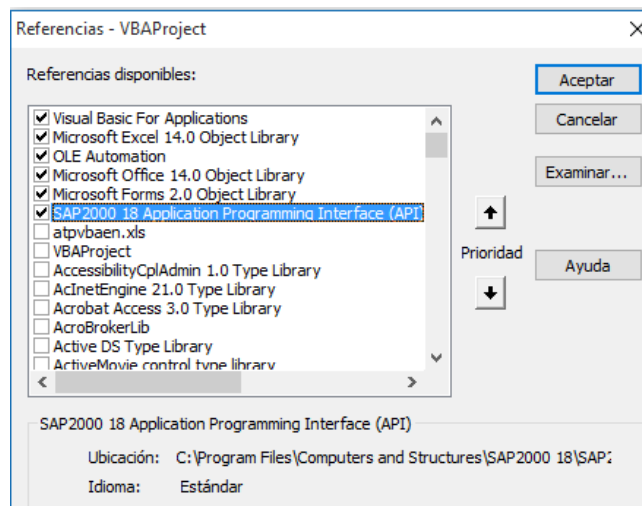 Referencias - VBAProject
Referencias disponibles:
Aceptar
Cancelar
Examinar...
Prioridad
Ayuda
Visual Basic For Applications
Microsoft Excel 14.0 Object Library
OLE Automation
Microsoft Office 14.0 Object Library
Microsoft Forms 2.0 Object Library
SAP2000 18 Application Programming Interface (API)
atpvbaen.xls
VBAProject
AccessibilityCplAdmin 1.0 Type Library
AcInetEngine 21.0 Type Library
Acrobat Access 3.0 Type Library
AcroBrokerLib
Active DS Type Library
ActiveMovie control type library
SAP2000 18 Application Programming Interface (API)
Ubicación: C:\Program Files\Computers and Structures\SAP2000 18\SAP2
Idioma: Estándar